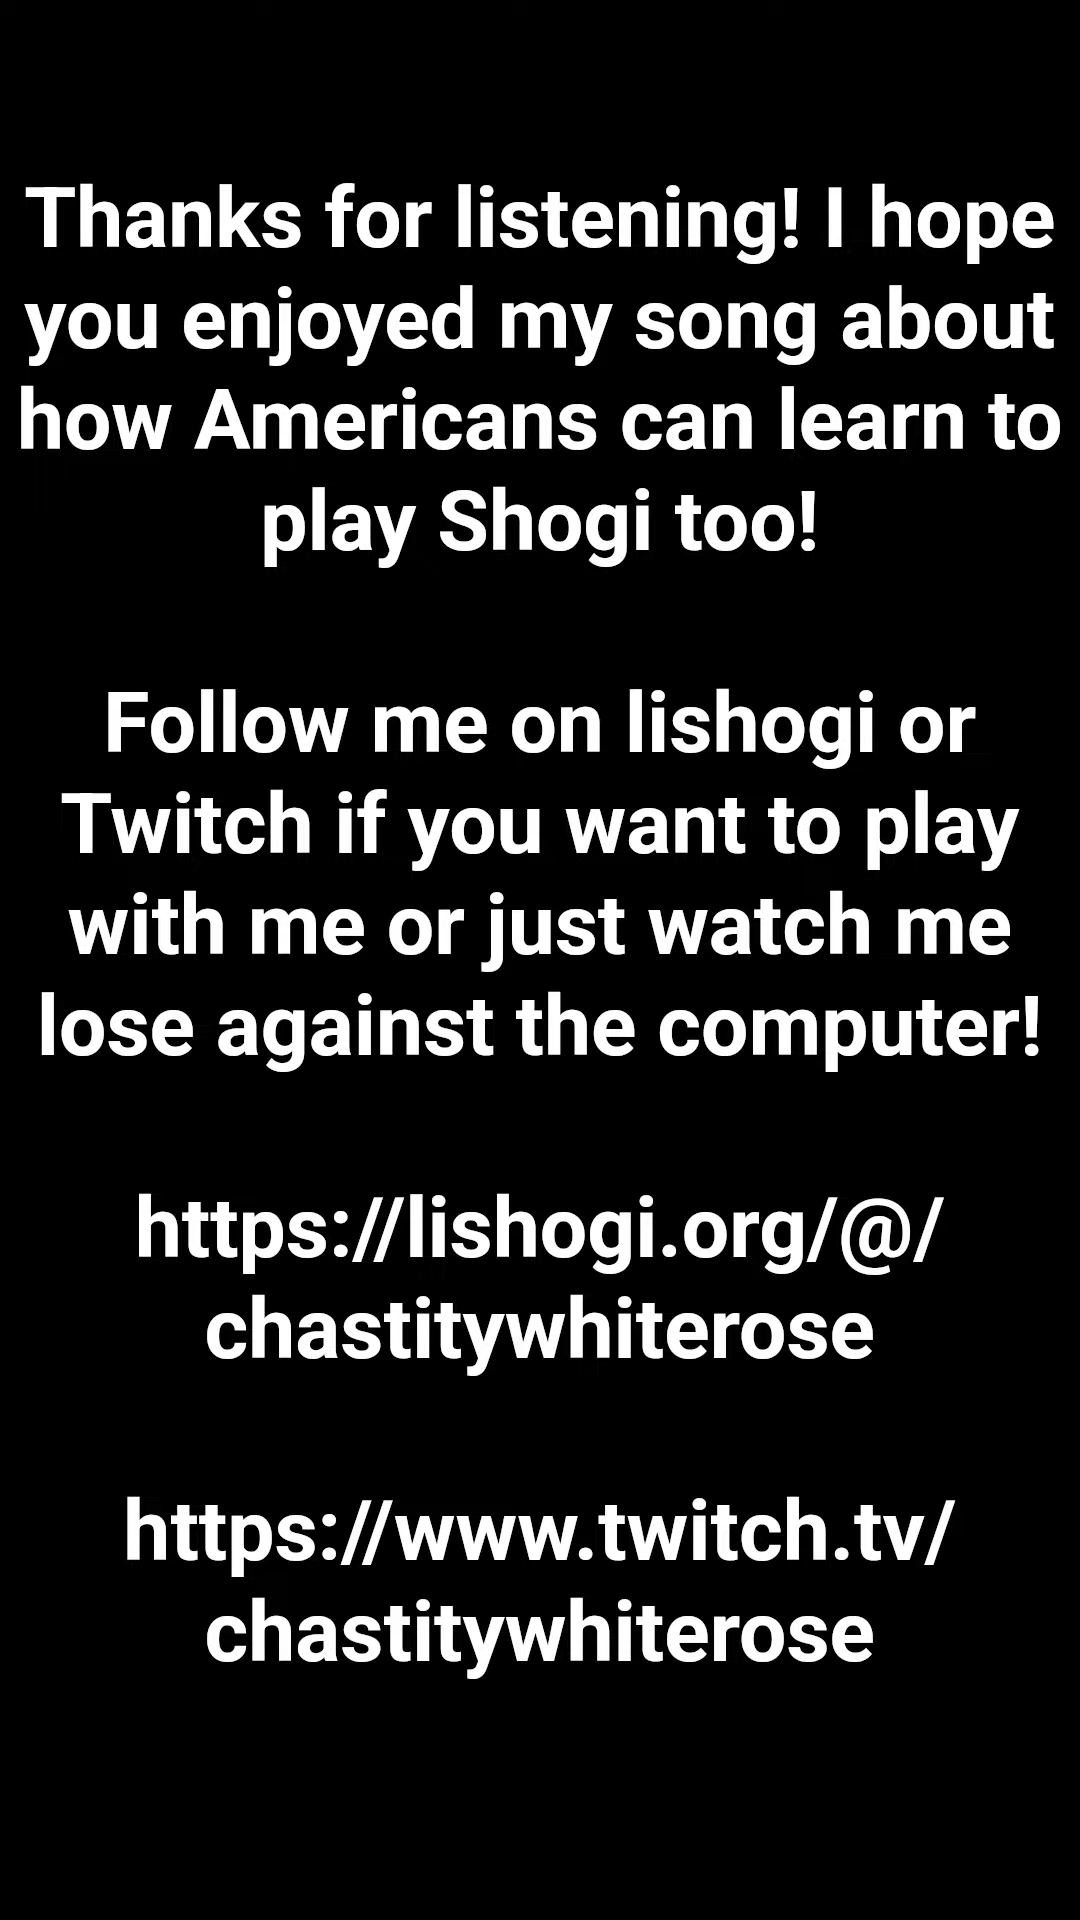 Thanks for listening! I hope
you enjoyed my song about
how Americans can learn to
play Shogi too!
Follow me on lishogi or
Twitch if you want to play
with me or just watch me
lose against the computer!
https://lishogi.org/@/
chastitywhiterose
https://www.twitch.tv/
chastitywhiterose